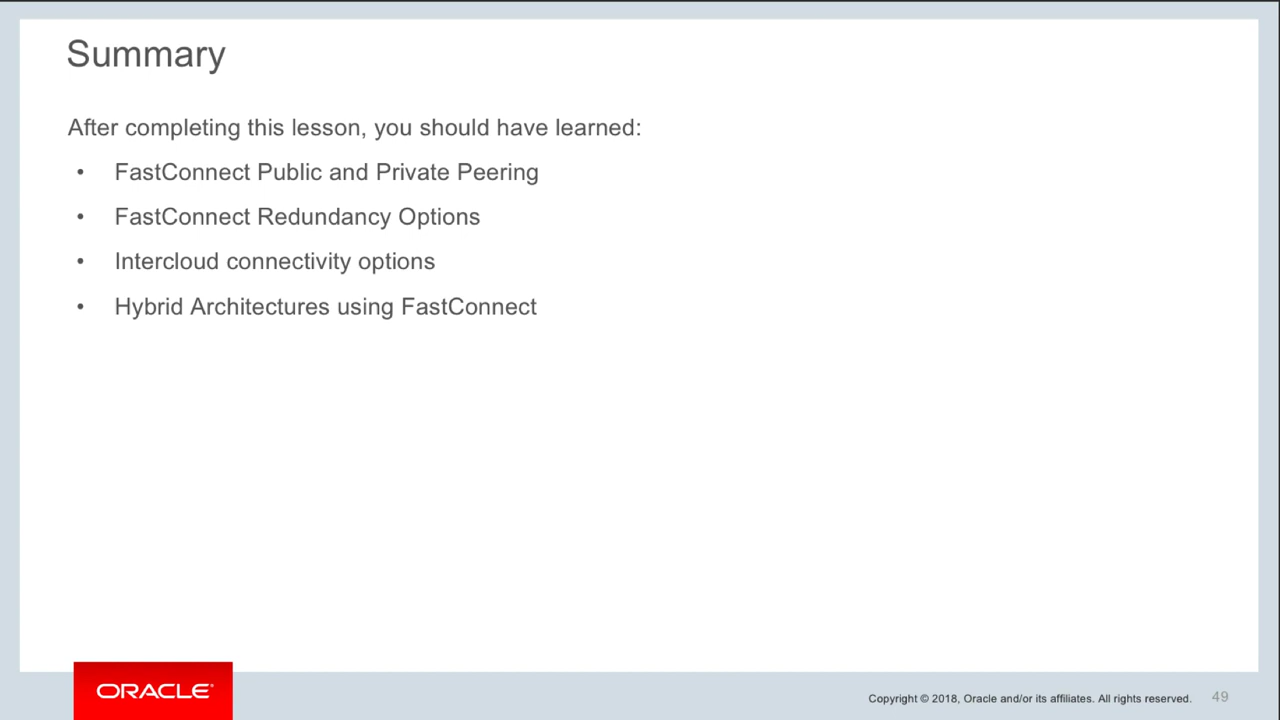 Summary
After completing this lesson, you should have learned:
• FastConnect Public and Private Peering
• FastConnect Redundancy Options
• Intercloud connectivity options
• Hybrid Architectures using FastConnect
ORACLE®
Copyright © 2018, Oracle and/or its affiliates. All rights reserved. 49